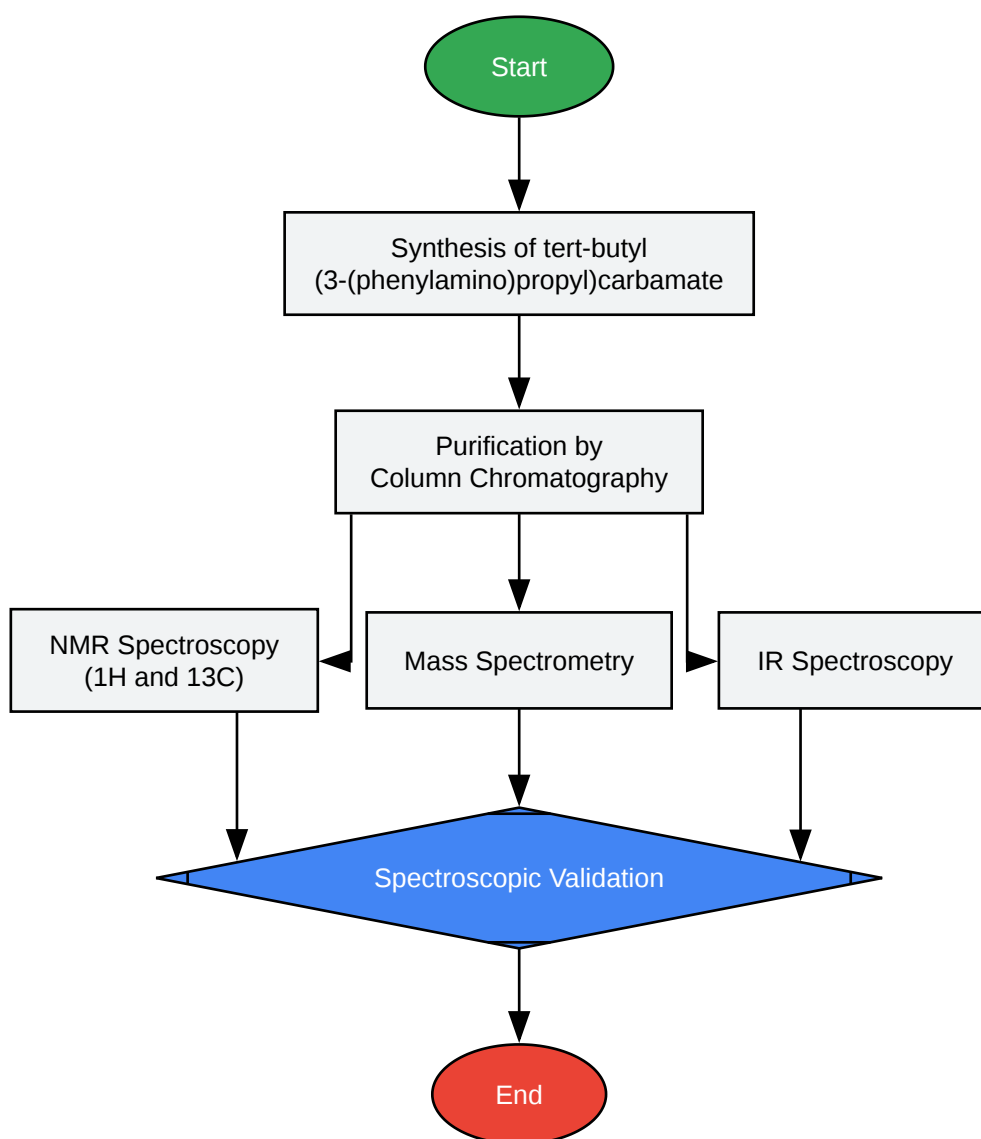 Start
Synthesis of tert-butyl
(3-(phenylamino)propyl)carbamate
Purification by
Column Chromatography
NMR Spectroscopy
(1H and 13C)
Mass Spectrometry
IR Spectroscopy
Spectroscopic Validation
End